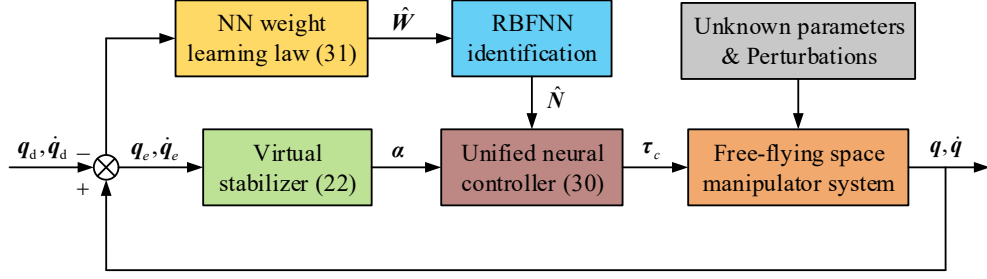 NN weight
learning law (31)
Ŵ
RBFNN
identification
Unknown parameters
& Perturbations
N̂
q_d, q̇_d
−
+
q_e, q̇_e
Virtual
stabilizer (22)
α
Unified neural
controller (30)
τ_c
Free-flying space
manipulator system
q, q̇